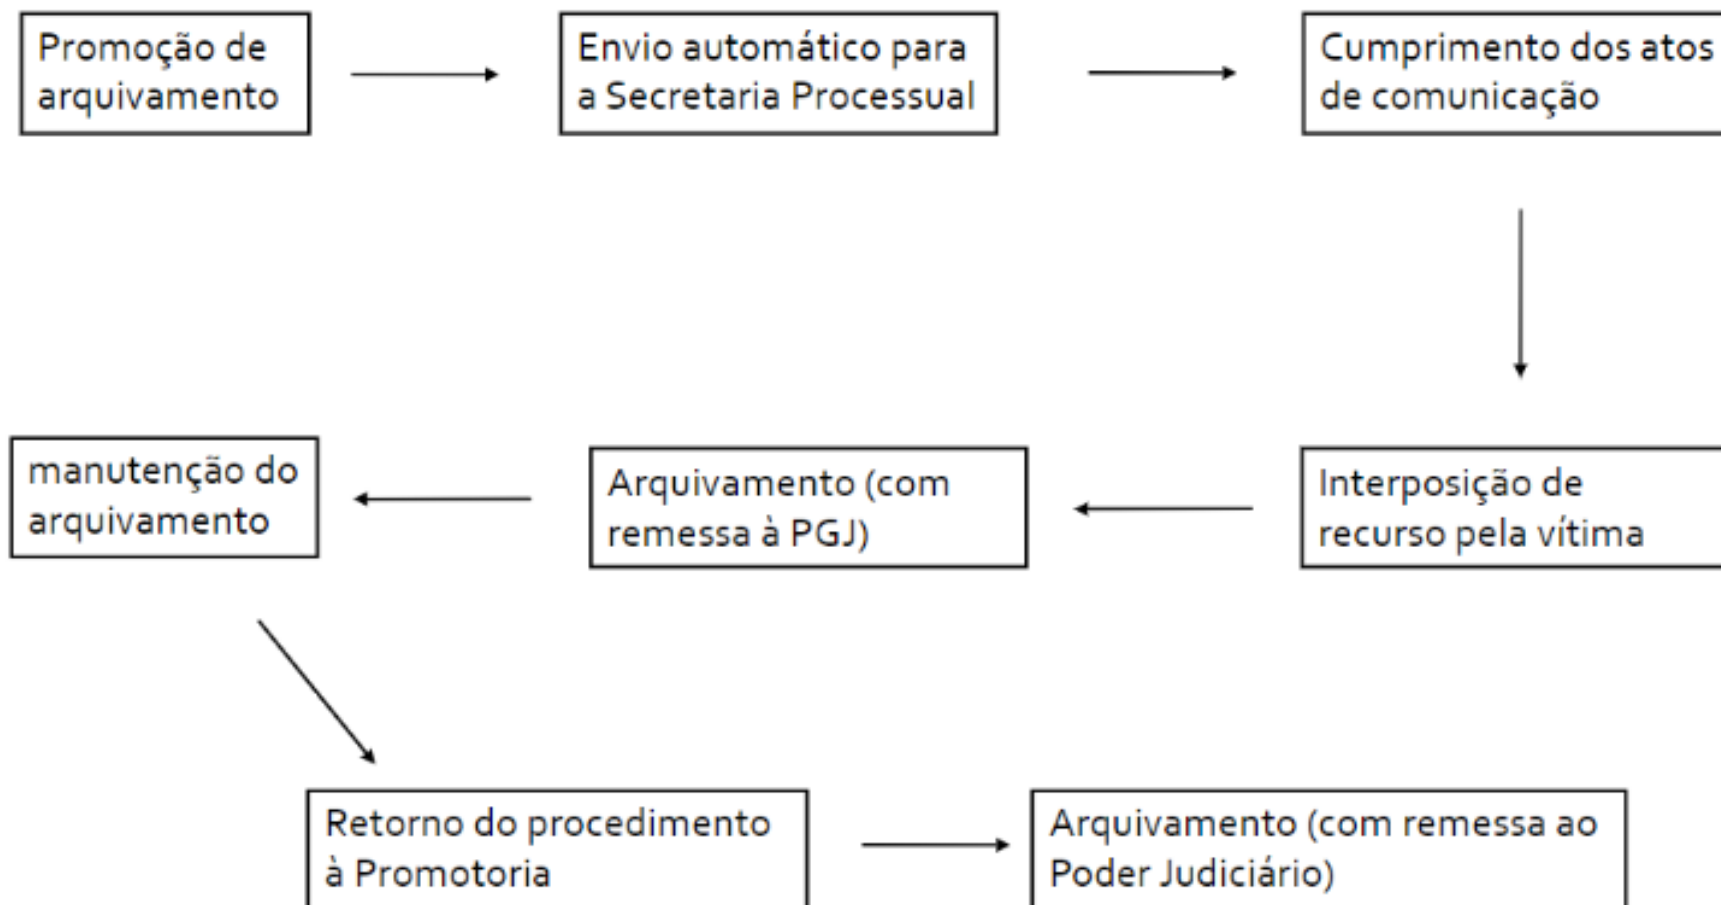 Promoção de
arquivamento
Envio automático para
a Secretaria Processual
Cumprimento dos atos
de comunicação
Interposição de
recurso pela vítima
Arquivamento (com
remessa à PGJ)
manutenção do
arquivamento
Retorno do procedimento
à Promotoria
Arquivamento (com remessa ao
Poder Judiciário)